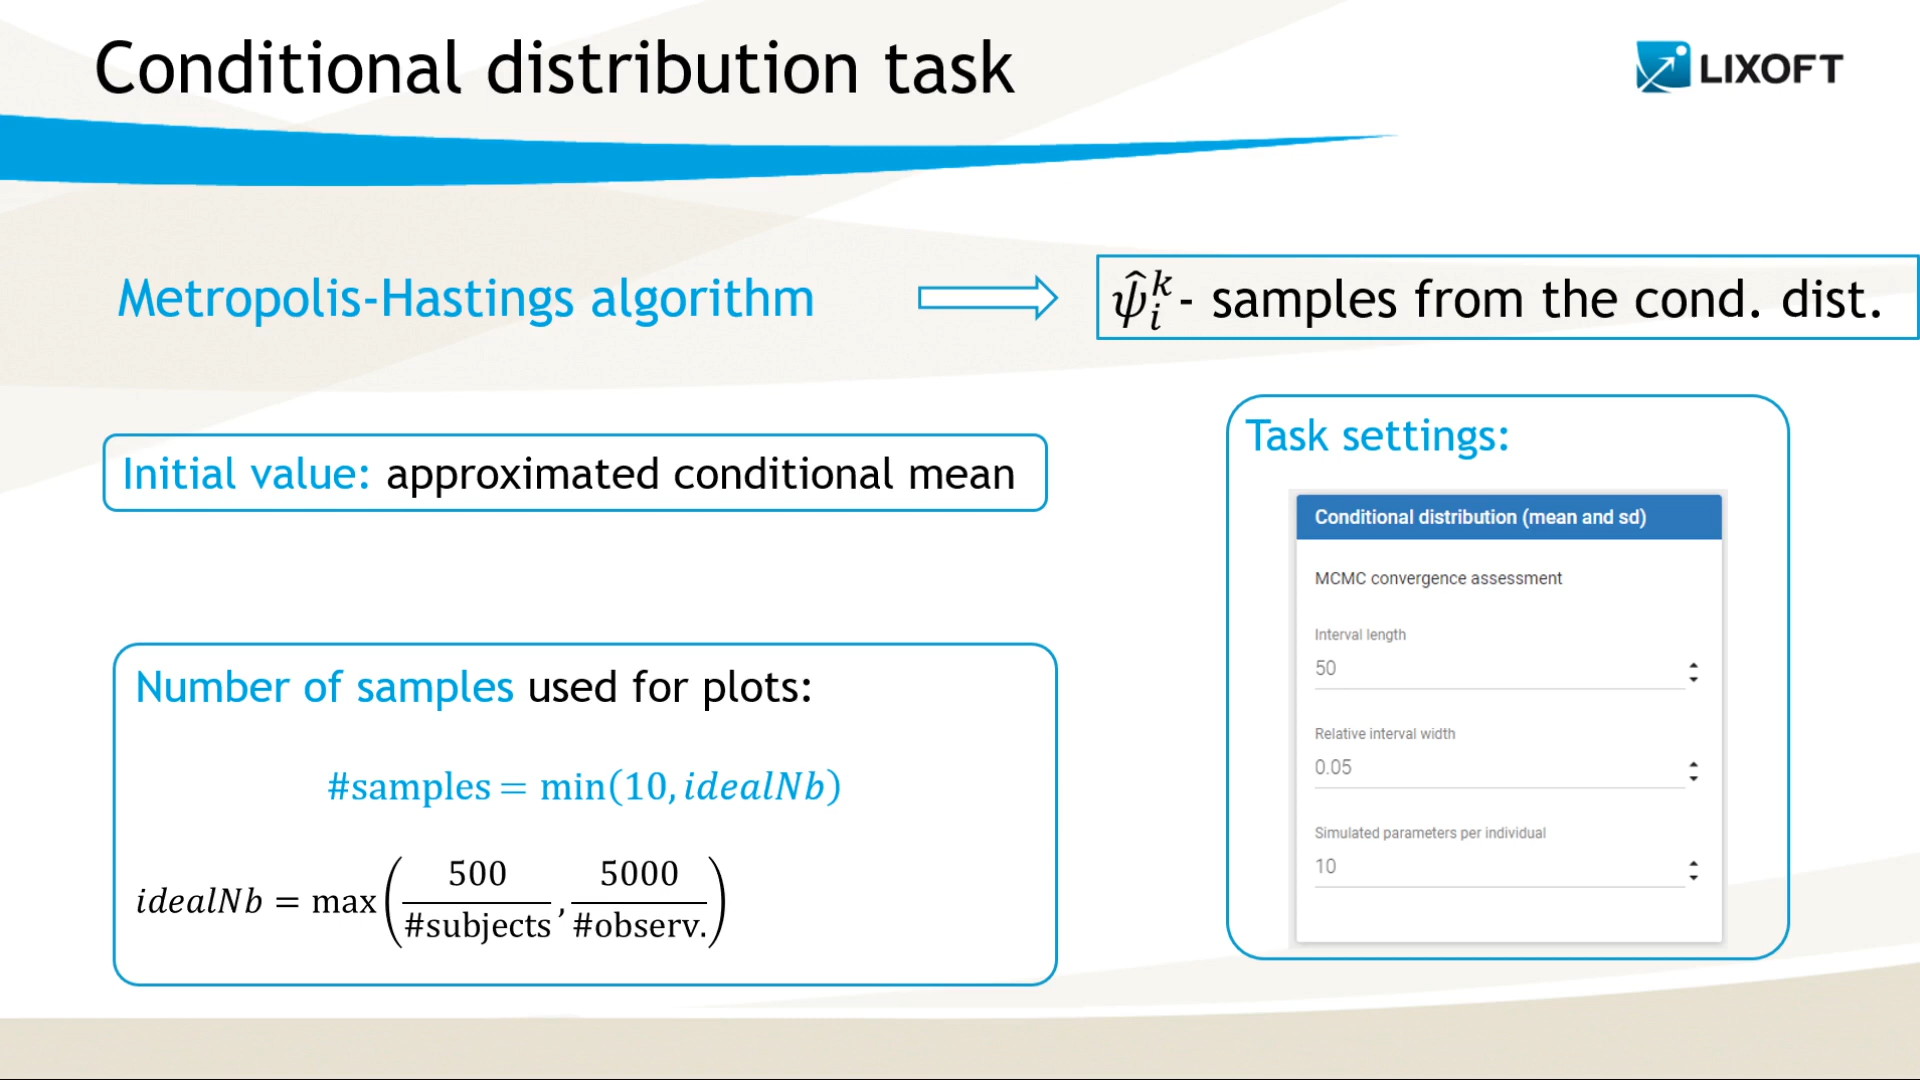 Conditional distribution task
LIXOFT
Metropolis-Hastings algorithm
ψ̂ᵢᵏ- samples from the cond. dist.
Initial value: approximated conditional mean
Number of samples used for plots:
#samples = min(10, idealNb)
idealNb = max(500/#subjects, 5000/#observ.)
Task settings:
Conditional distribution (mean and sd)
MCMC convergence assessment
Interval length
50
Relative interval width
0.05
Simulated parameters per individual
10